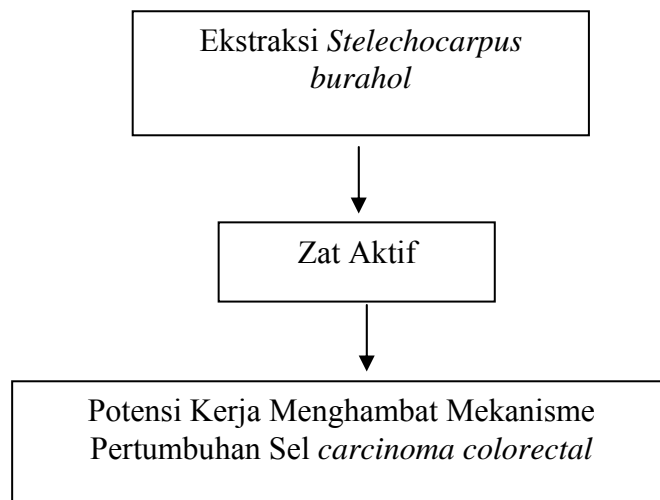 Ekstraksi Stelechocarpus
burahol
Zat Aktif
Potensi Kerja Menghambat Mekanisme
Pertumbuhan Sel carcinoma colorectal